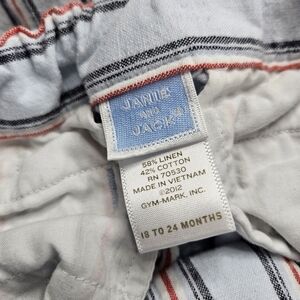 JANIE
AND
JACK®
58% LINEN
42% COTTON
RN 70530
MADE IN VIETNAM
©2012
GYM-MARK, INC.
18 TO 24 MONTHS